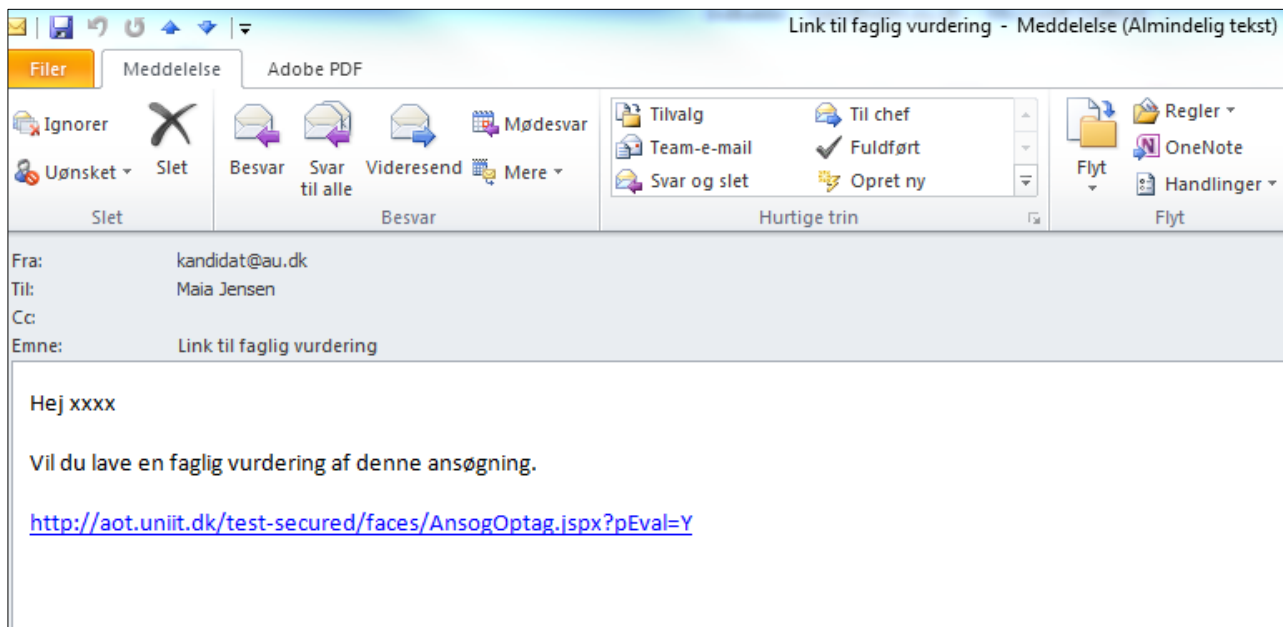 Link til faglig vurdering - Meddelelse (Almindelig tekst)
Filer Meddelelse Adobe PDF
Ignorer
Uønsket
Slet
Slet
Besvar
Svar til alle
Videresend
Mødesvar
Mere
Besvar
Tilvalg
Team-e-mail
Svar og slet
Til chef
Fuldført
Opret ny
Hurtige trin
Flyt
Regler
OneNote
Handlinger
Flyt
Fra: kandidat@au.dk
Til: Maia Jensen
Cc:
Emne: Link til faglig vurdering
Hej xxxx
Vil du lave en faglig vurdering af denne ansøgning.
http://aot.uniit.dk/test-secured/faces/AnsogOptag.jspx?pEval=Y